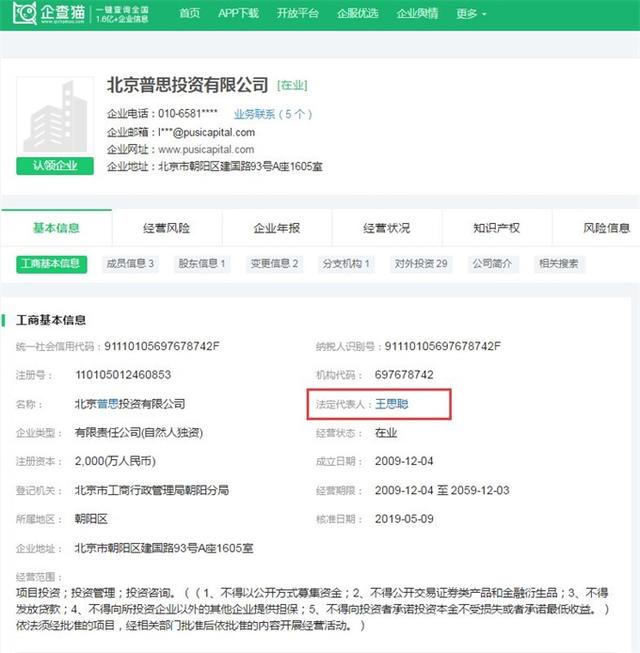 企查猫
一键查询全国
1.6亿+企业信息
首页 APP下载 开放平台 企服优选 企业舆情 更多
北京普思投资有限公司 [在业]
企业电话：010-6581**** 业务联系（5 个）
企业邮箱：l***@pusicapital.com
企业网址：www.pusicapital.com
认领企业
企业地址：北京市朝阳区建国路93号A座1605室
基本信息 经营风险 企业年报 经营状况 知识产权 风险信息
工商基本信息 成员信息 3 股东信息 1 变更信息 2 分支机构 1 对外投资 29 公司简介 相关搜索
工商基本信息
统一社会信用代码：91110105697678742F 纳税人识别号：91110105697678742F
注册号： 110105012460853 机构代码： 697678742
名称： 北京普思投资有限公司 法定代表人：王思聪
企业类型： 有限责任公司(自然人独资) 经营状态： 在业
注册资本： 2,000(万人民币) 成立日期： 2009-12-04
登记机关： 北京市工商行政管理局朝阳分局 经营期限： 2009-12-04 至 2059-12-03
所属地区： 朝阳区 核准日期： 2019-05-09
企业地址： 北京市朝阳区建国路93号A座1605室
经营范围：
项目投资；投资管理；投资咨询。（（1、不得以公开方式募集资金；2、不得公开交易证券类产品和金融衍生品；3、不得
发放贷款；4、不得向所投资企业以外的其他企业提供担保；5、不得向投资者承诺投资本金不受损失或者承诺最低收益。）
依法须经批准的项目，经相关部门批准后依批准的内容开展经营活动。）